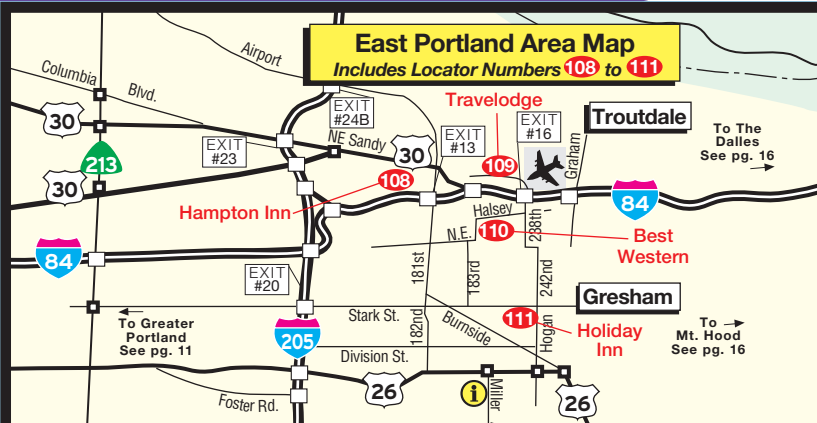 East Portland Area Map
Includes Locator Numbers 108 to 111
Airport
Columbia
Blvd.
30
213
30
84
EXIT
#23
EXIT
#24B
NE Sandy
30
Travelodge
EXIT
#13
EXIT
#16
109
Graham
Troutdale
To The
Dalles
See pg. 16
108
Hampton Inn
84
Halsey
N.E.
110
238th
Best
Western
EXIT
#20
181st
183rd
242nd
Gresham
To Greater
Portland
See pg. 11
205
Stark St.
182nd
Burnside
111
Hogan
Holiday
Inn
To
Mt. Hood
See pg. 16
Division St.
26
Foster Rd.
i
Miller
26